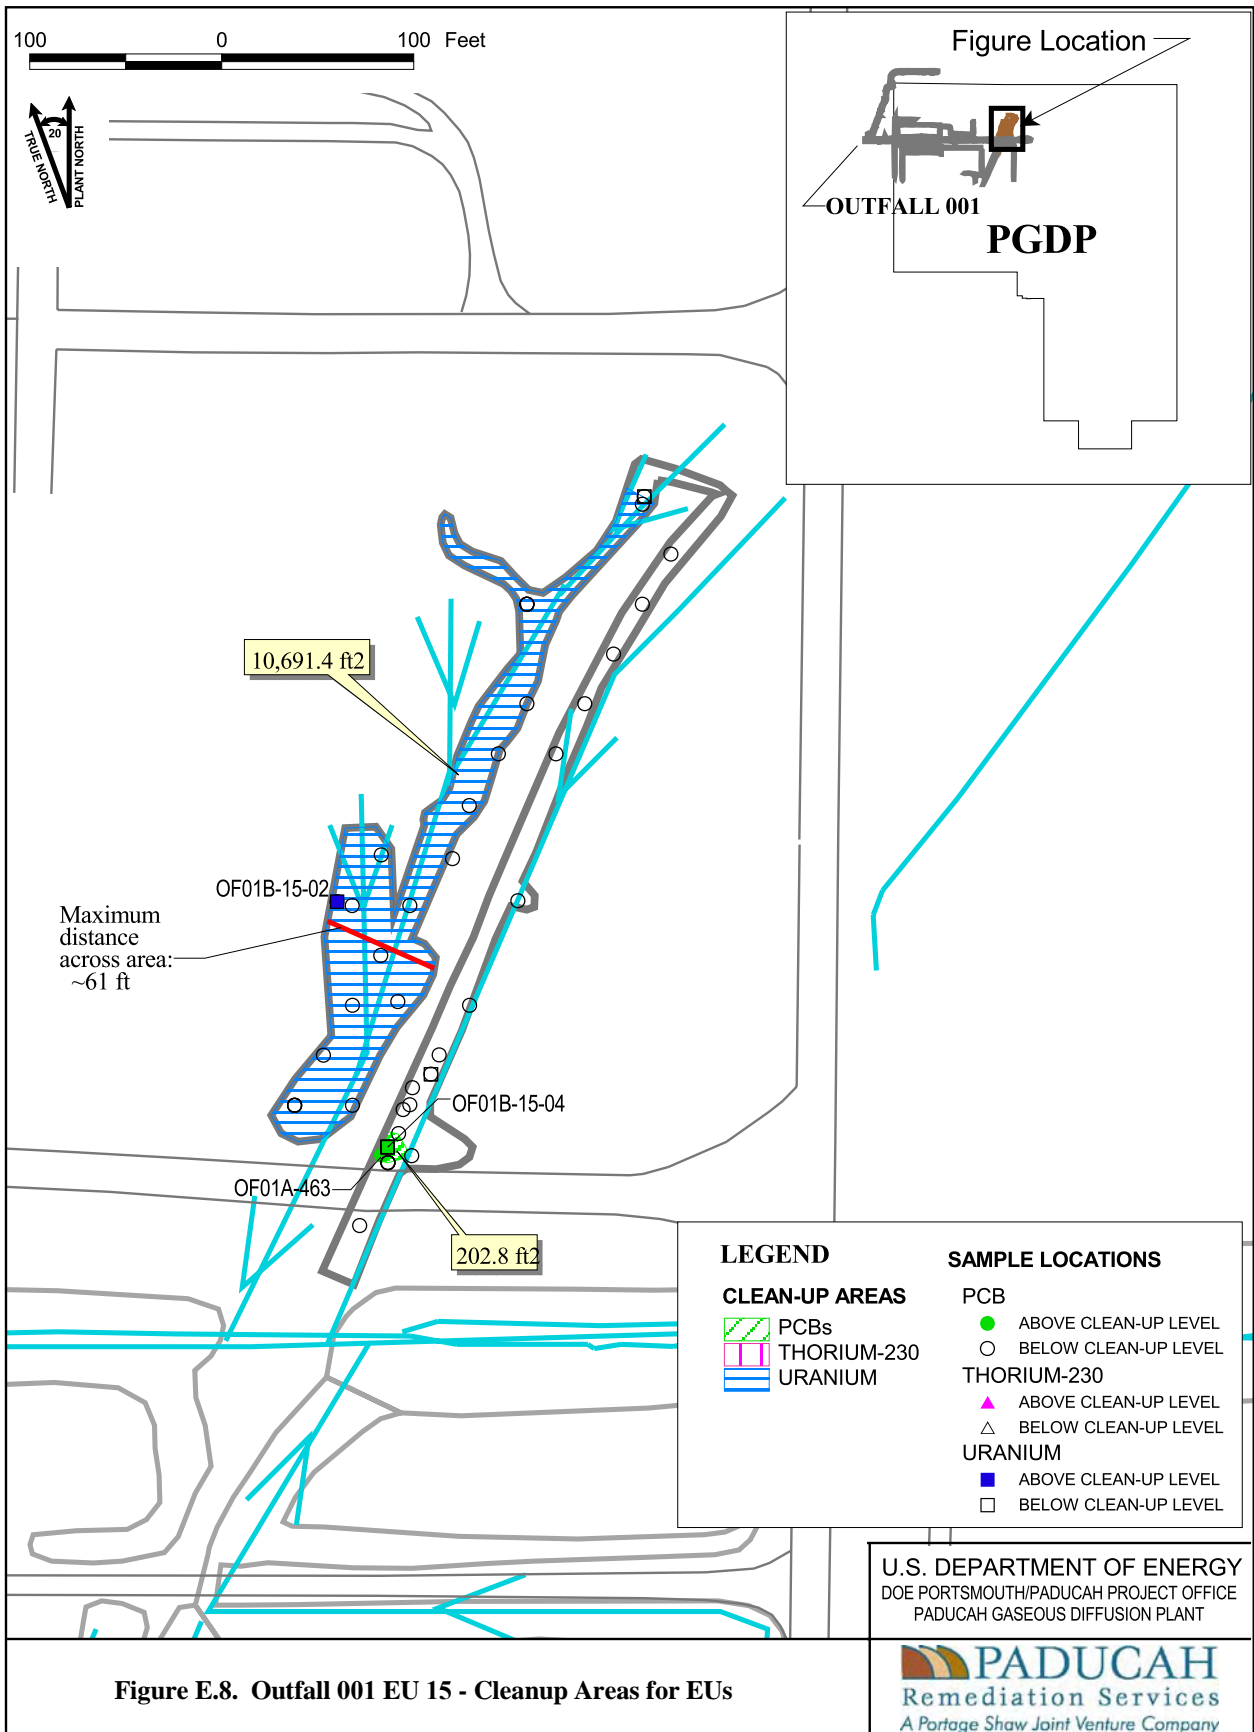 100 0 100 Feet
TRUE NORTH
20
PLANT NORTH
Figure Location
OUTFALL 001
PGDP
10,691.4 ft2
OF01B-15-02
Maximum
distance
across area:
~61 ft
OF01B-15-04
OF01A-463
202.8 ft2
LEGEND
CLEAN-UP AREAS
PCBs
THORIUM-230
URANIUM
SAMPLE LOCATIONS
PCB
ABOVE CLEAN-UP LEVEL
BELOW CLEAN-UP LEVEL
THORIUM-230
ABOVE CLEAN-UP LEVEL
BELOW CLEAN-UP LEVEL
URANIUM
ABOVE CLEAN-UP LEVEL
BELOW CLEAN-UP LEVEL
U.S. DEPARTMENT OF ENERGY
DOE PORTSMOUTH/PADUCAH PROJECT OFFICE
PADUCAH GASEOUS DIFFUSION PLANT
Figure E.8. Outfall 001 EU 15 - Cleanup Areas for EUs
PADUCAH
Remediation Services
A Portage Shaw Joint Venture Company